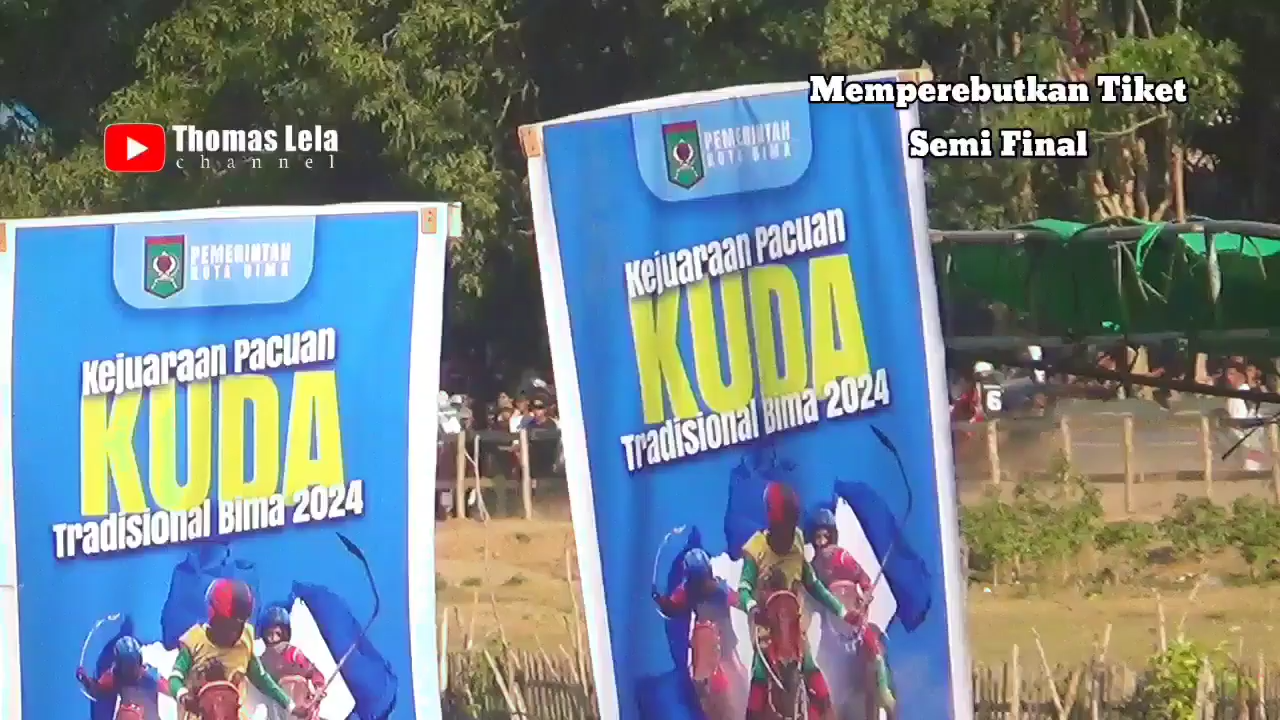 Memperebutkan Tiket
Semi Final
Thomas Lela
channel
PEMERINTAH
KOTA BIMA
Kejuaraan Pacuan
KUDA
Tradisional Bima 2024
PEMERINTAH
KOTA BIMA
Kejuaraan Pacuan
KUDA
Tradisional Bima 2024
6